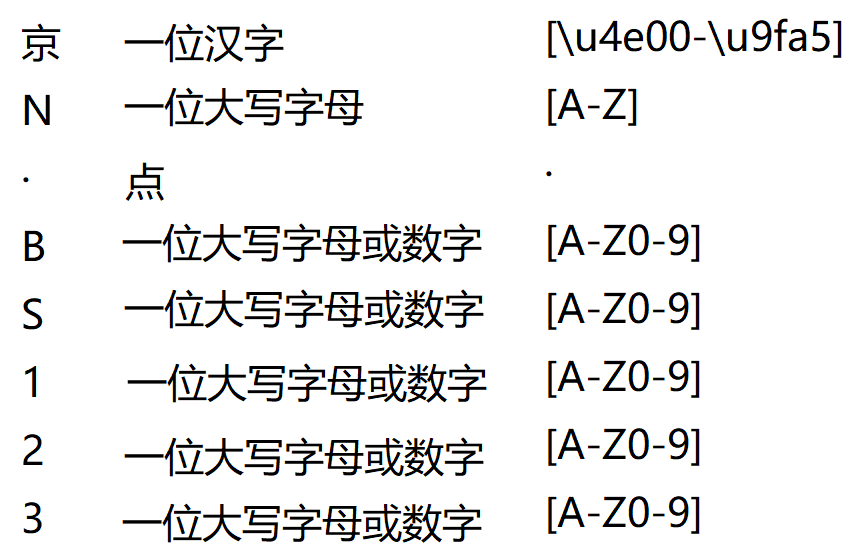 京 一位汉字 [\u4e00-\u9fa5]
N 一位大写字母 [A-Z]
· 点 ·
B 一位大写字母或数字 [A-Z0-9]
S 一位大写字母或数字 [A-Z0-9]
1 一位大写字母或数字 [A-Z0-9]
2 一位大写字母或数字 [A-Z0-9]
3 一位大写字母或数字 [A-Z0-9]